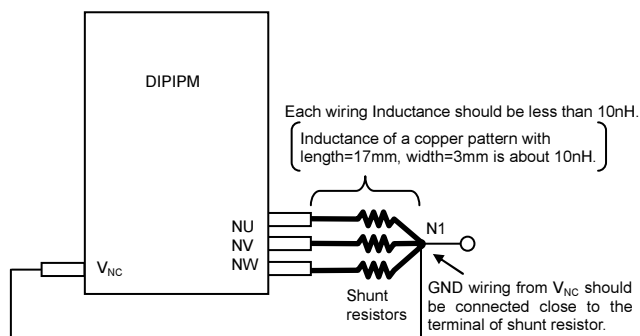 DIPIPM
Each wiring Inductance should be less than 10nH.
Inductance of a copper pattern with
length=17mm, width=3mm is about 10nH.
NU
NV
NW
VNC
N1
Shunt
resistors
GND wiring from VNC should
be connected close to the
terminal of shunt resistor.